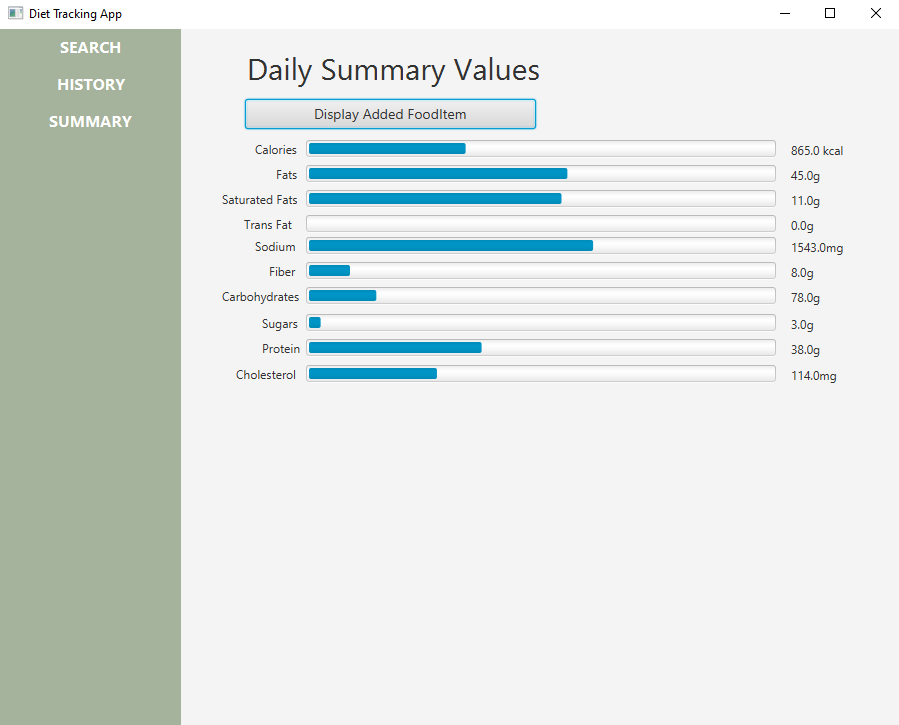 Diet Tracking App
SEARCH
HISTORY
SUMMARY
Daily Summary Values
Display Added FoodItem
Calories 865.0 kcal
Fats 45.0g
Saturated Fats 11.0g
Trans Fat 0.0g
Sodium 1543.0mg
Fiber 8.0g
Carbohydrates 78.0g
Sugars 3.0g
Protein 38.0g
Cholesterol 114.0mg